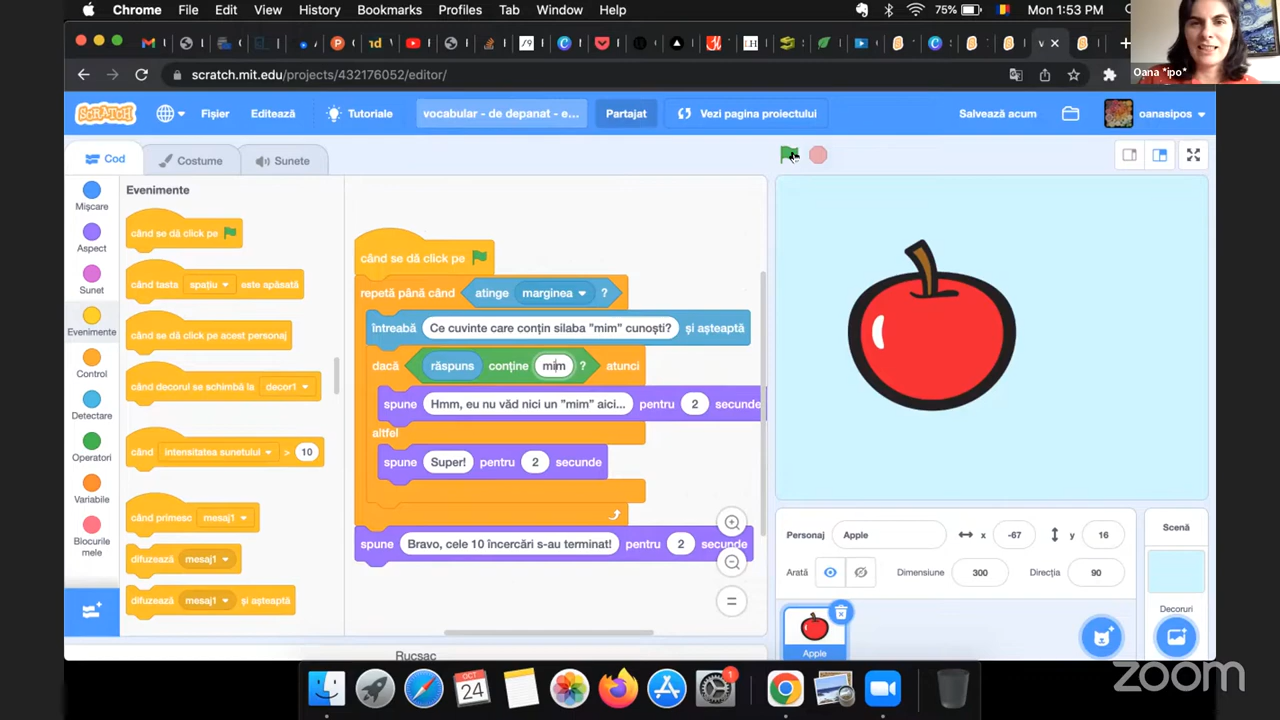 Chrome File Edit View History Bookmarks Profiles Tab Window Help 75% Mon 1:53 PM
Oana *ipo*
scratch.mit.edu/projects/432176052/editor/
SCRATCH Fișier Editează Tutoriale vocabular - de depanat - e... Partajat Vezi pagina proiectului Salvează acum oanasipos
Cod Costume Sunete
Mișcare
Aspect
Sunet
Evenimente
Control
Detectare
Operatori
Variabile
Blocurile
mele
Evenimente
când se dă click pe
când tasta spațiu este apăsată
când se dă click pe acest personaj
când decorul se schimbă la decor1
când intensitatea sunetului > 10
când primesc mesaj1
difuzează mesaj1
difuzează mesaj1 și așteaptă
când se dă click pe
repetă până când atinge marginea ?
întreabă Ce cuvinte care conțin silaba "mim" cunoști? și așteaptă
dacă răspuns conține mim ? atunci
spune Hmm, eu nu văd nici un "mim" aici... pentru 2 secunde
altfel
spune Super! pentru 2 secunde
spune Bravo, cele 10 încercări s-au terminat! pentru 2 secunde
Rucsac
Personaj Apple x -67 y 16
Arată Dimensiune 300 Direcția 90
Apple
Scenă
Decoruri
OCT
24
1
zoom